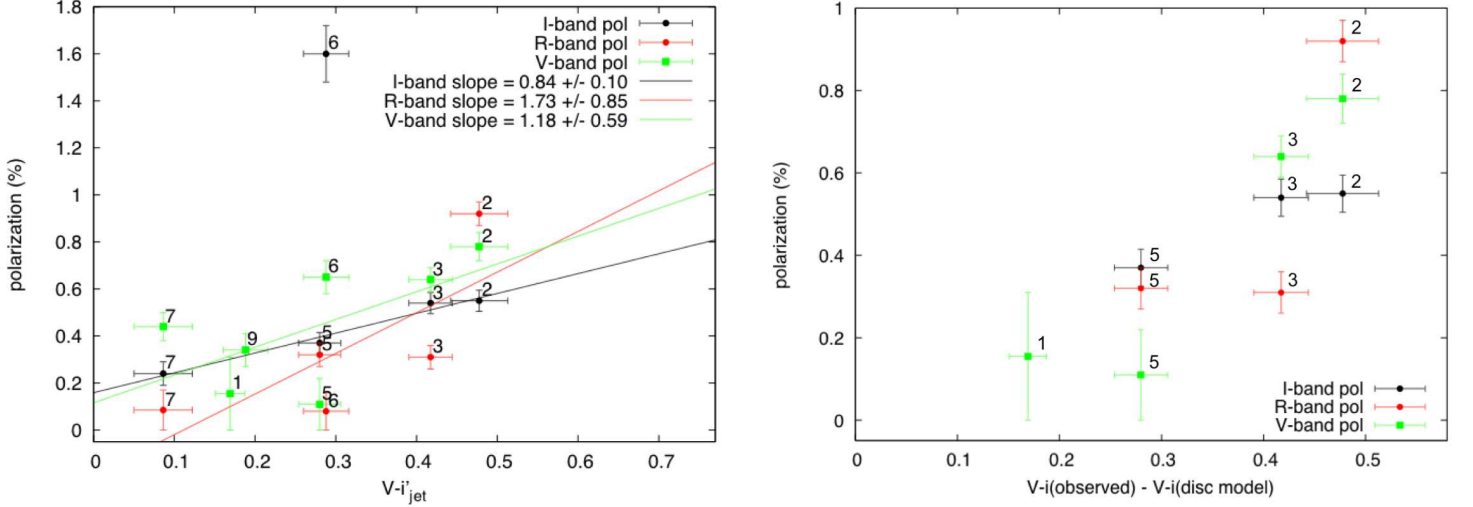 1.8
1.6
1.4
1.2
1
0.8
0.6
0.4
0.2
0
polarization (%)
I-band pol
R-band pol
V-band pol
I-band slope = 0.84 +/- 0.10
R-band slope = 1.73 +/- 0.85
V-band slope = 1.18 +/- 0.59
6
2
6
2
3
3
2
7
9
5
5
7
3
1
7
5
6
0 0.1 0.2 0.3 0.4 0.5 0.6 0.7
V-i'jet
1
0.8
0.6
0.4
0.2
0
polarization (%)
2
2
3
3
2
5
5
3
1
5
I-band pol
R-band pol
V-band pol
0 0.1 0.2 0.3 0.4 0.5
V-i(observed) - V-i(disc model)